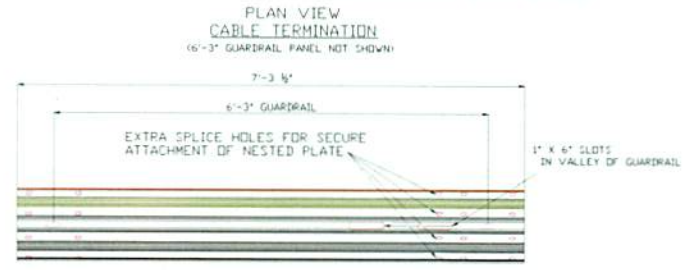 PLAN VIEW
CABLE TERMINATION
(6'-3" GUARDRAIL PANEL NOT SHOWN)
7'-3 ½"
6'-3" GUARDRAIL
EXTRA SPLICE HOLES FOR SECURE
ATTACHMENT OF NESTED PLATE
1" X 6" SLOTS
IN VALLEY OF GUARDRAIL